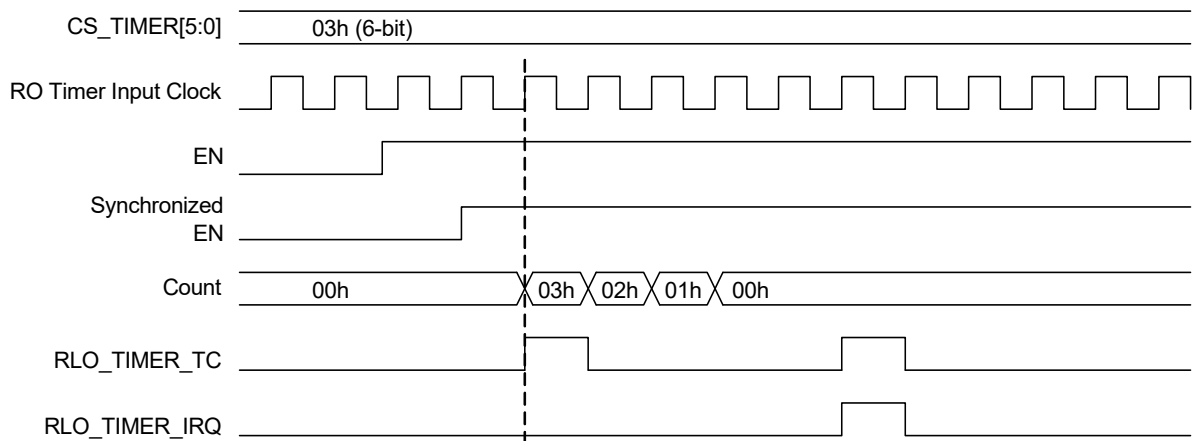 CS_TIMER[5:0]
03h (6-bit)
RO Timer Input Clock
EN
Synchronized
EN
Count
00h
03h
02h
01h
00h
RLO_TIMER_TC
RLO_TIMER_IRQ